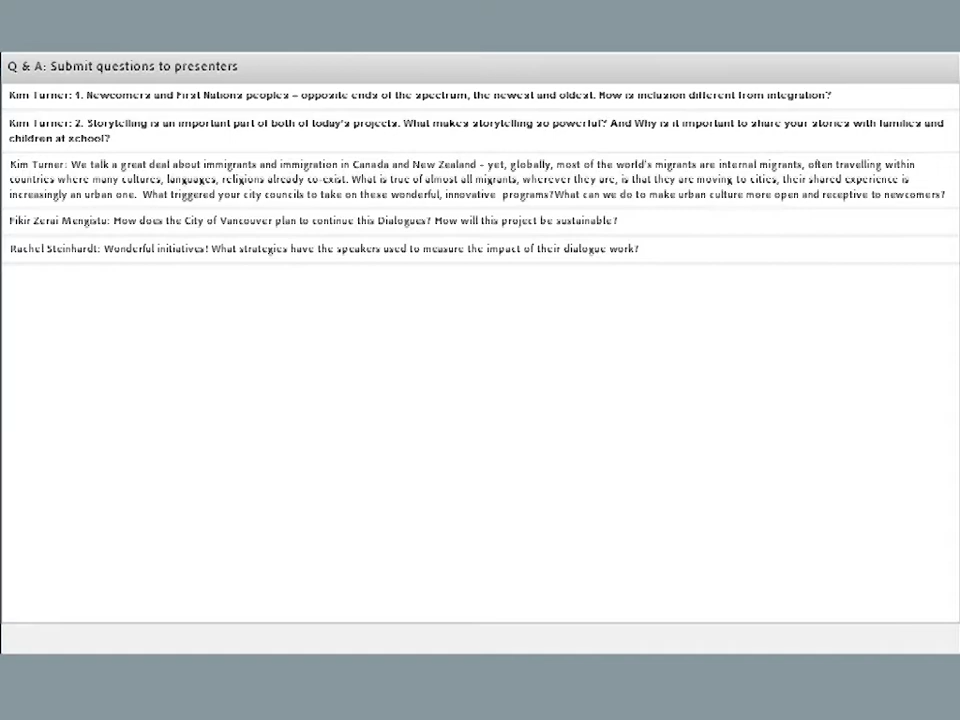 Q & A: Submit questions to presenters
Kim Turner: 1. Newcomers and First Nations peoples – opposite ends of the spectrum, the newest and oldest. How is inclusion different from integration?
Kim Turner: 2. Storytelling is an important part of both of today's projects. What makes storytelling so powerful? And Why is it important to share your stories with families and
children at school?
Kim Turner: We talk a great deal about immigrants and immigration in Canada and New Zealand – yet, globally, most of the world's migrants are internal migrants, often travelling within
countries where many cultures, languages, religions already co-exist. What is true of almost all migrants, wherever they are, is that they are moving to cities, their shared experience is
increasingly an urban one.  What triggered your city councils to take on these wonderful, innovative  programs?What can we do to make urban culture more open and receptive to newcomers?
Fikir Zerai Mengistu: How does the City of Vancouver plan to continue this Dialogues? How will this project be sustainable?
Rachel Steinhardt: Wonderful initiatives! What strategies have the speakers used to measure the impact of their dialogue work?